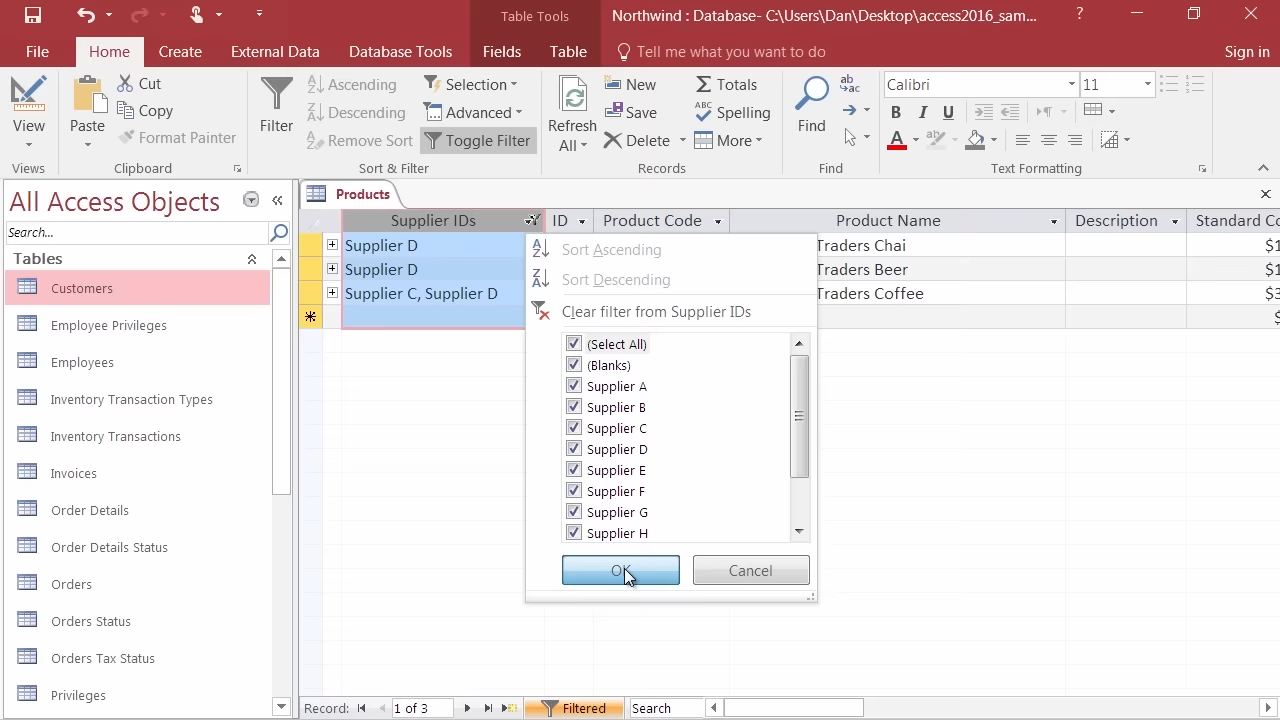 Table Tools
Northwind : Database- C:\Users\Dan\Desktop\access2016_sam...
?
File
Home
Create
External Data
Database Tools
Fields
Table
Tell me what you want to do
Sign in
View
Views
Paste
Cut
Copy
Format Painter
Clipboard
Filter
Ascending
Descending
Remove Sort
Selection
Advanced
Toggle Filter
Sort & Filter
Refresh
All
New
Save
Delete
Totals
Spelling
More
Records
Find
Find
Calibri
11
B I U
A
Text Formatting
All Access Objects
Search...
Tables
Customers
Employee Privileges
Employees
Inventory Transaction Types
Inventory Transactions
Invoices
Order Details
Order Details Status
Orders
Orders Status
Orders Tax Status
Privileges
Products
Supplier IDs ID Product Code Product Name Description Standard Co
Supplier D Traders Chai $1
Supplier D Traders Beer $1
Supplier C, Supplier D Traders Coffee $3
Sort Ascending
Sort Descending
Clear filter from Supplier IDs
(Select All)
(Blanks)
Supplier A
Supplier B
Supplier C
Supplier D
Supplier E
Supplier F
Supplier G
Supplier H
OK Cancel
Record: 1 of 3 Filtered Search